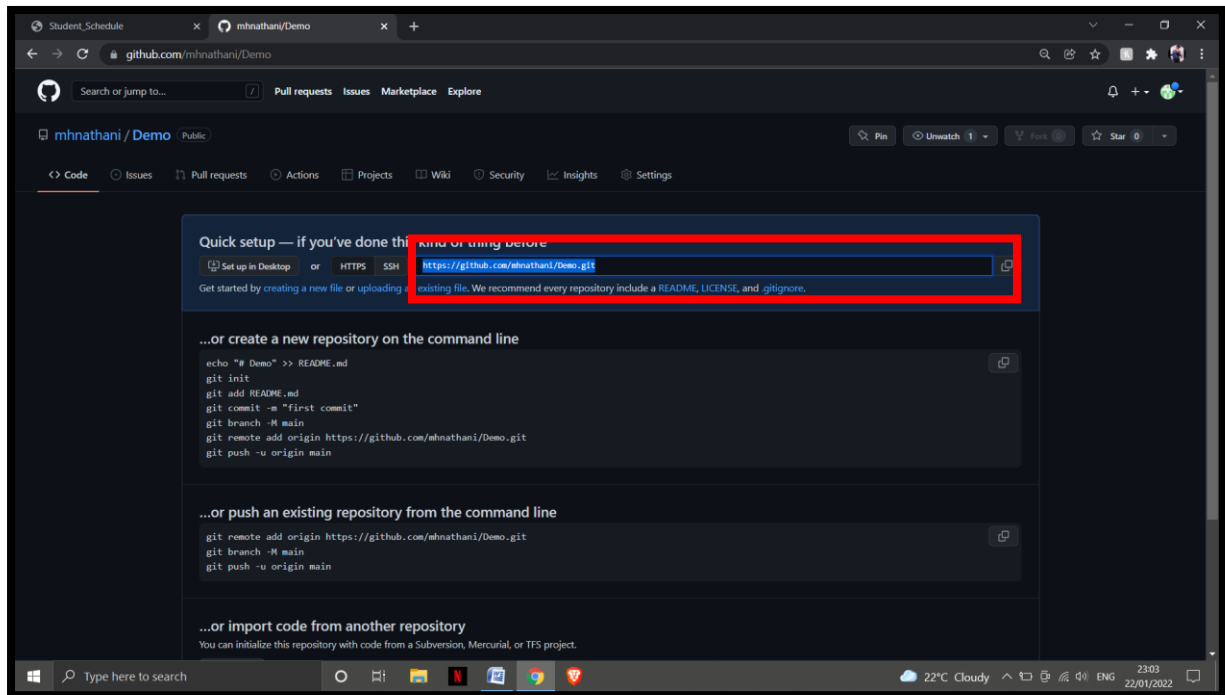 Student_Schedule
mhnathani/Demo
github.com/mhnathani/Demo
Search or jump to...
/
Pull requests Issues Marketplace Explore
mhnathani / Demo Public
Pin
Unwatch 1
Fork 0
Star 0
<> Code Issues Pull requests Actions Projects Wiki Security Insights Settings
Quick setup — if you've done this kind of thing before
Set up in Desktop or HTTPS SSH https://github.com/mhnathani/Demo.git
Get started by creating a new file or uploading an existing file. We recommend every repository include a README, LICENSE, and .gitignore.
...or create a new repository on the command line
echo "# Demo" >> README.md
git init
git add README.md
git commit -m "first commit"
git branch -M main
git remote add origin https://github.com/mhnathani/Demo.git
git push -u origin main
...or push an existing repository from the command line
git remote add origin https://github.com/mhnathani/Demo.git
git branch -M main
git push -u origin main
...or import code from another repository
You can initialize this repository with code from a Subversion, Mercurial, or TFS project.
Type here to search
N
22°C Cloudy
ENG
23:03
22/01/2022